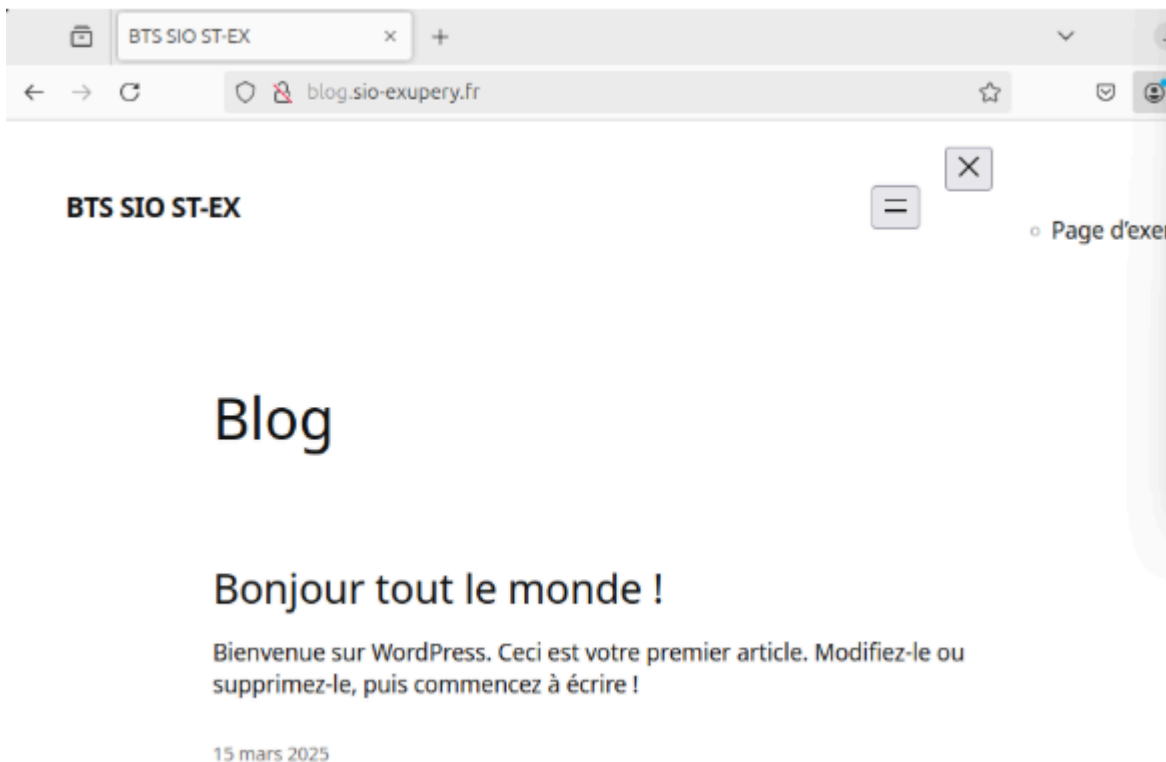 BTS SIO ST-EX
blog.sio-exupery.fr
BTS SIO ST-EX
Page d'exe
Blog
Bonjour tout le monde !
Bienvenue sur WordPress. Ceci est votre premier article. Modifiez-le ou
supprimez-le, puis commencez à écrire !
15 mars 2025